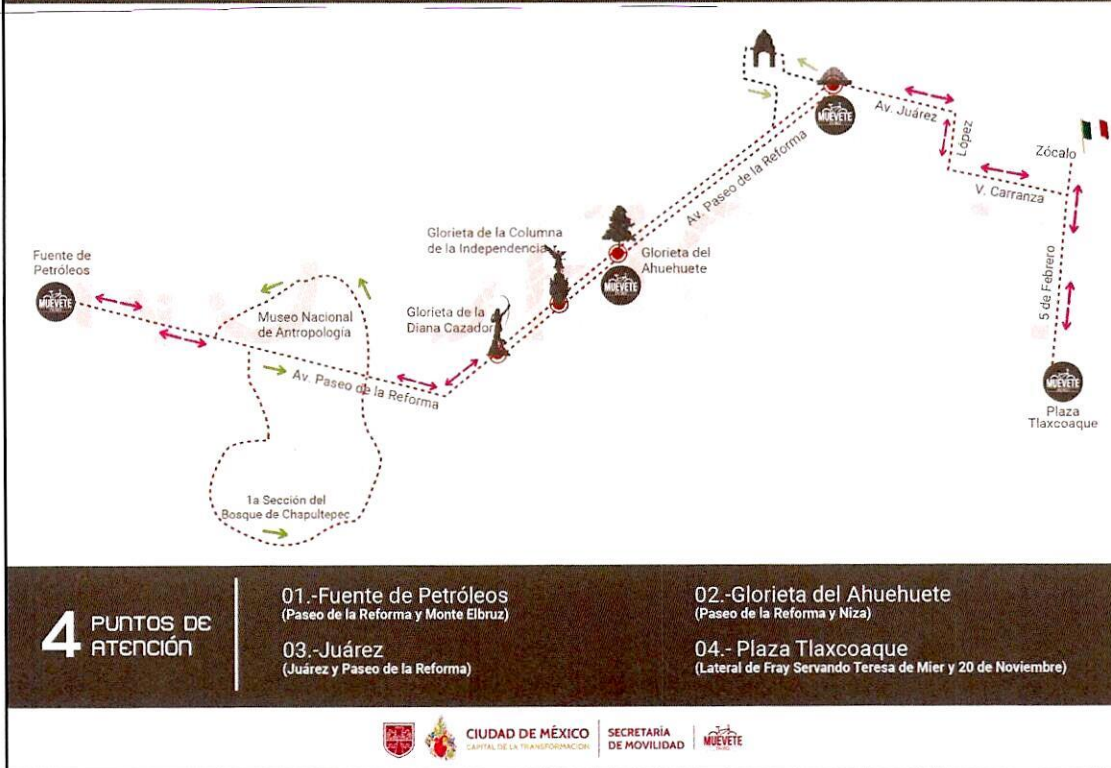 Av. Juárez
López
Zócalo
V. Carranza
5 de Febrero
MUÉVETE
Plaza
Tlaxcoaque
MUÉVETE
Av. Paseo de la Reforma
Glorieta del
Ahuehuete
MUÉVETE
Glorieta de la Columna
de la Independencia
Glorieta de la
Diana Cazador
Fuente de
Petróleos
MUÉVETE
Museo Nacional
de Antropología
Av. Paseo de la Reforma
1a Sección del
Bosque de Chapultepec
4 PUNTOS DE
ATENCIÓN
01.-Fuente de Petróleos
(Paseo de la Reforma y Monte Elbruz)
02.-Glorieta del Ahuehuete
(Paseo de la Reforma y Niza)
03.-Juárez
(Juárez y Paseo de la Reforma)
04.- Plaza Tlaxcoaque
(Lateral de Fray Servando Teresa de Mier y 20 de Noviembre)
CIUDAD DE MÉXICO
CAPITAL DE LA TRANSFORMACIÓN
SECRETARÍA
DE MOVILIDAD
MUÉVETE